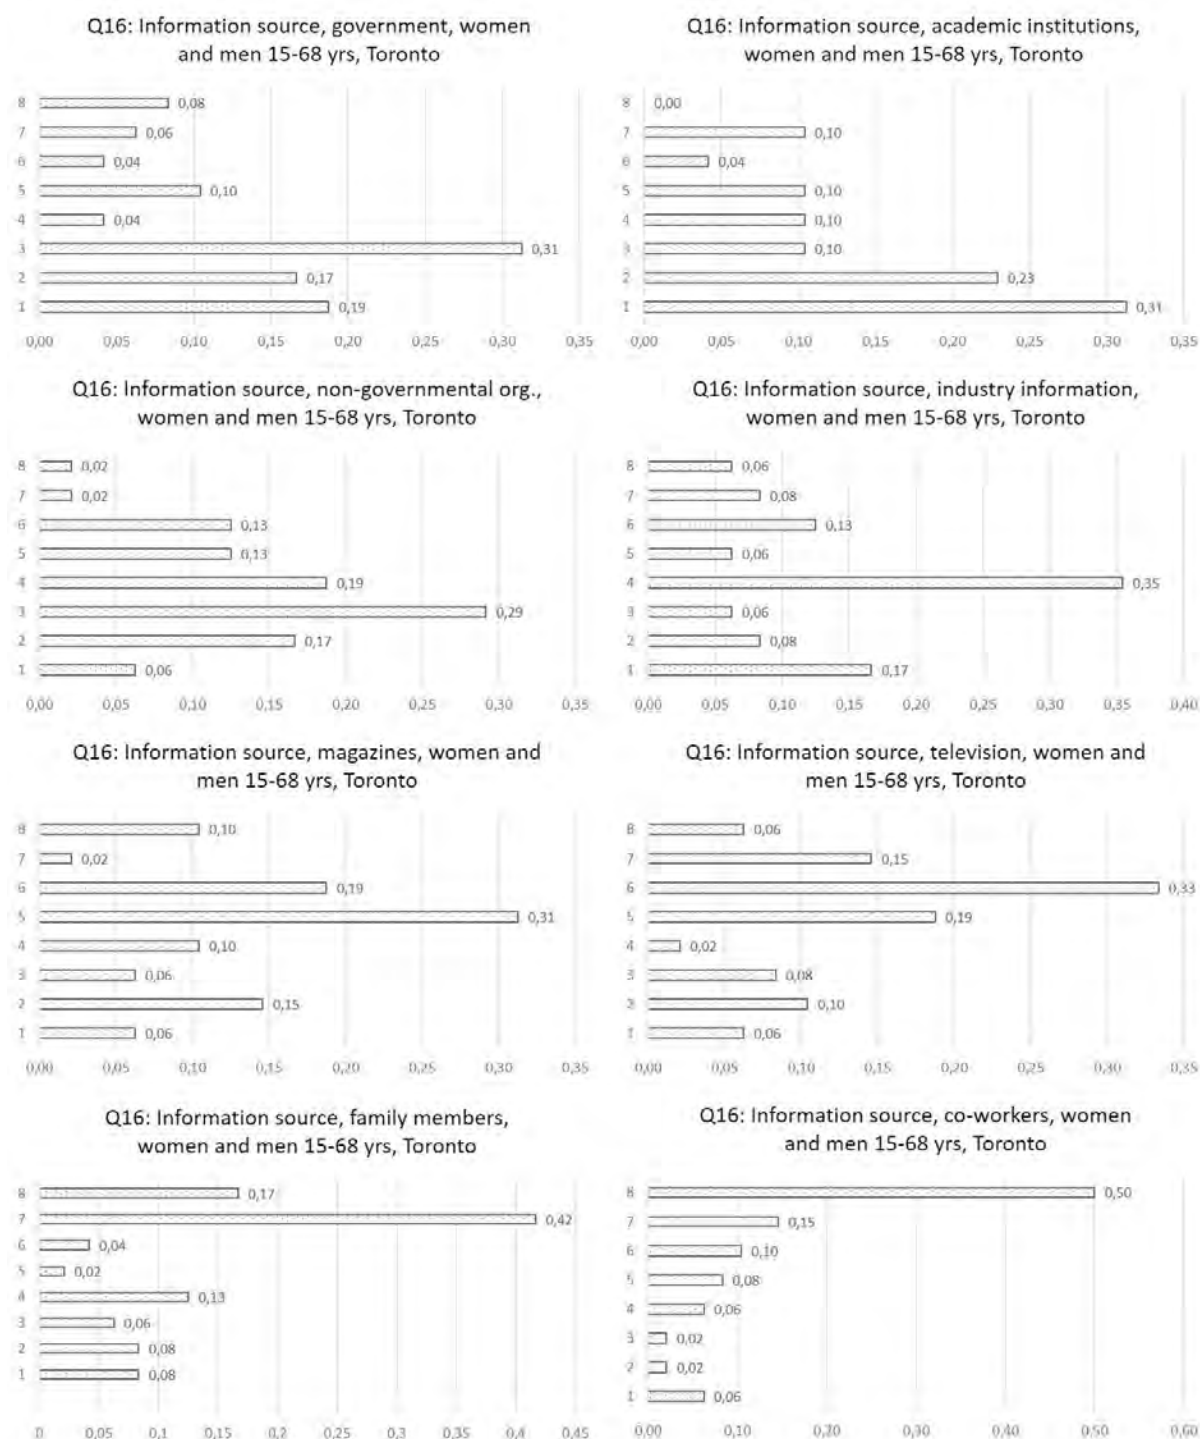 Q16: Information source, government, women
and men 15-68 yrs, Toronto
8 0,08
7 0,06
6 0,04
5 0,10
4 0,04
3 0,31
2 0,17
1 0,19
0,00 0,05 0,10 0,15 0,20 0,25 0,30 0,35
Q16: Information source, academic institutions,
women and men 15-68 yrs, Toronto
8 0,00
7 0,10
6 0,04
5 0,10
4 0,10
3 0,10
2 0,23
1 0,31
0,00 0,05 0,10 0,15 0,20 0,25 0,30 0,35
Q16: Information source, non-governmental org.,
women and men 15-68 yrs, Toronto
8 0,02
7 0,02
6 0,13
5 0,13
4 0,19
3 0,29
2 0,17
1 0,06
0,00 0,05 0,10 0,15 0,20 0,25 0,30 0,35
Q16: Information source, industry information,
women and men 15-68 yrs, Toronto
8 0,06
7 0,08
6 0,13
5 0,06
4 0,35
3 0,06
2 0,08
1 0,17
0,00 0,05 0,10 0,15 0,20 0,25 0,30 0,35 0,40
Q16: Information source, magazines, women and
men 15-68 yrs, Toronto
8 0,10
7 0,02
6 0,19
5 0,31
4 0,10
3 0,06
2 0,15
1 0,06
0,00 0,05 0,10 0,15 0,20 0,25 0,30 0,35
Q16: Information source, television, women and
men 15-68 yrs, Toronto
8 0,06
7 0,15
6 0,33
5 0,19
4 0,02
3 0,08
2 0,10
1 0,06
0,00 0,05 0,10 0,15 0,20 0,25 0,30 0,35
Q16: Information source, family members,
women and men 15-68 yrs, Toronto
8 0,17
7 0,42
6 0,04
5 0,02
4 0,13
3 0,06
2 0,08
1 0,08
0 0,05 0,1 0,15 0,2 0,25 0,3 0,35 0,4 0,45
Q16: Information source, co-workers, women
and men 15-68 yrs, Toronto
8 0,50
7 0,15
6 0,10
5 0,08
4 0,06
3 0,02
2 0,02
1 0,06
0,00 0,10 0,20 0,30 0,40 0,50 0,60